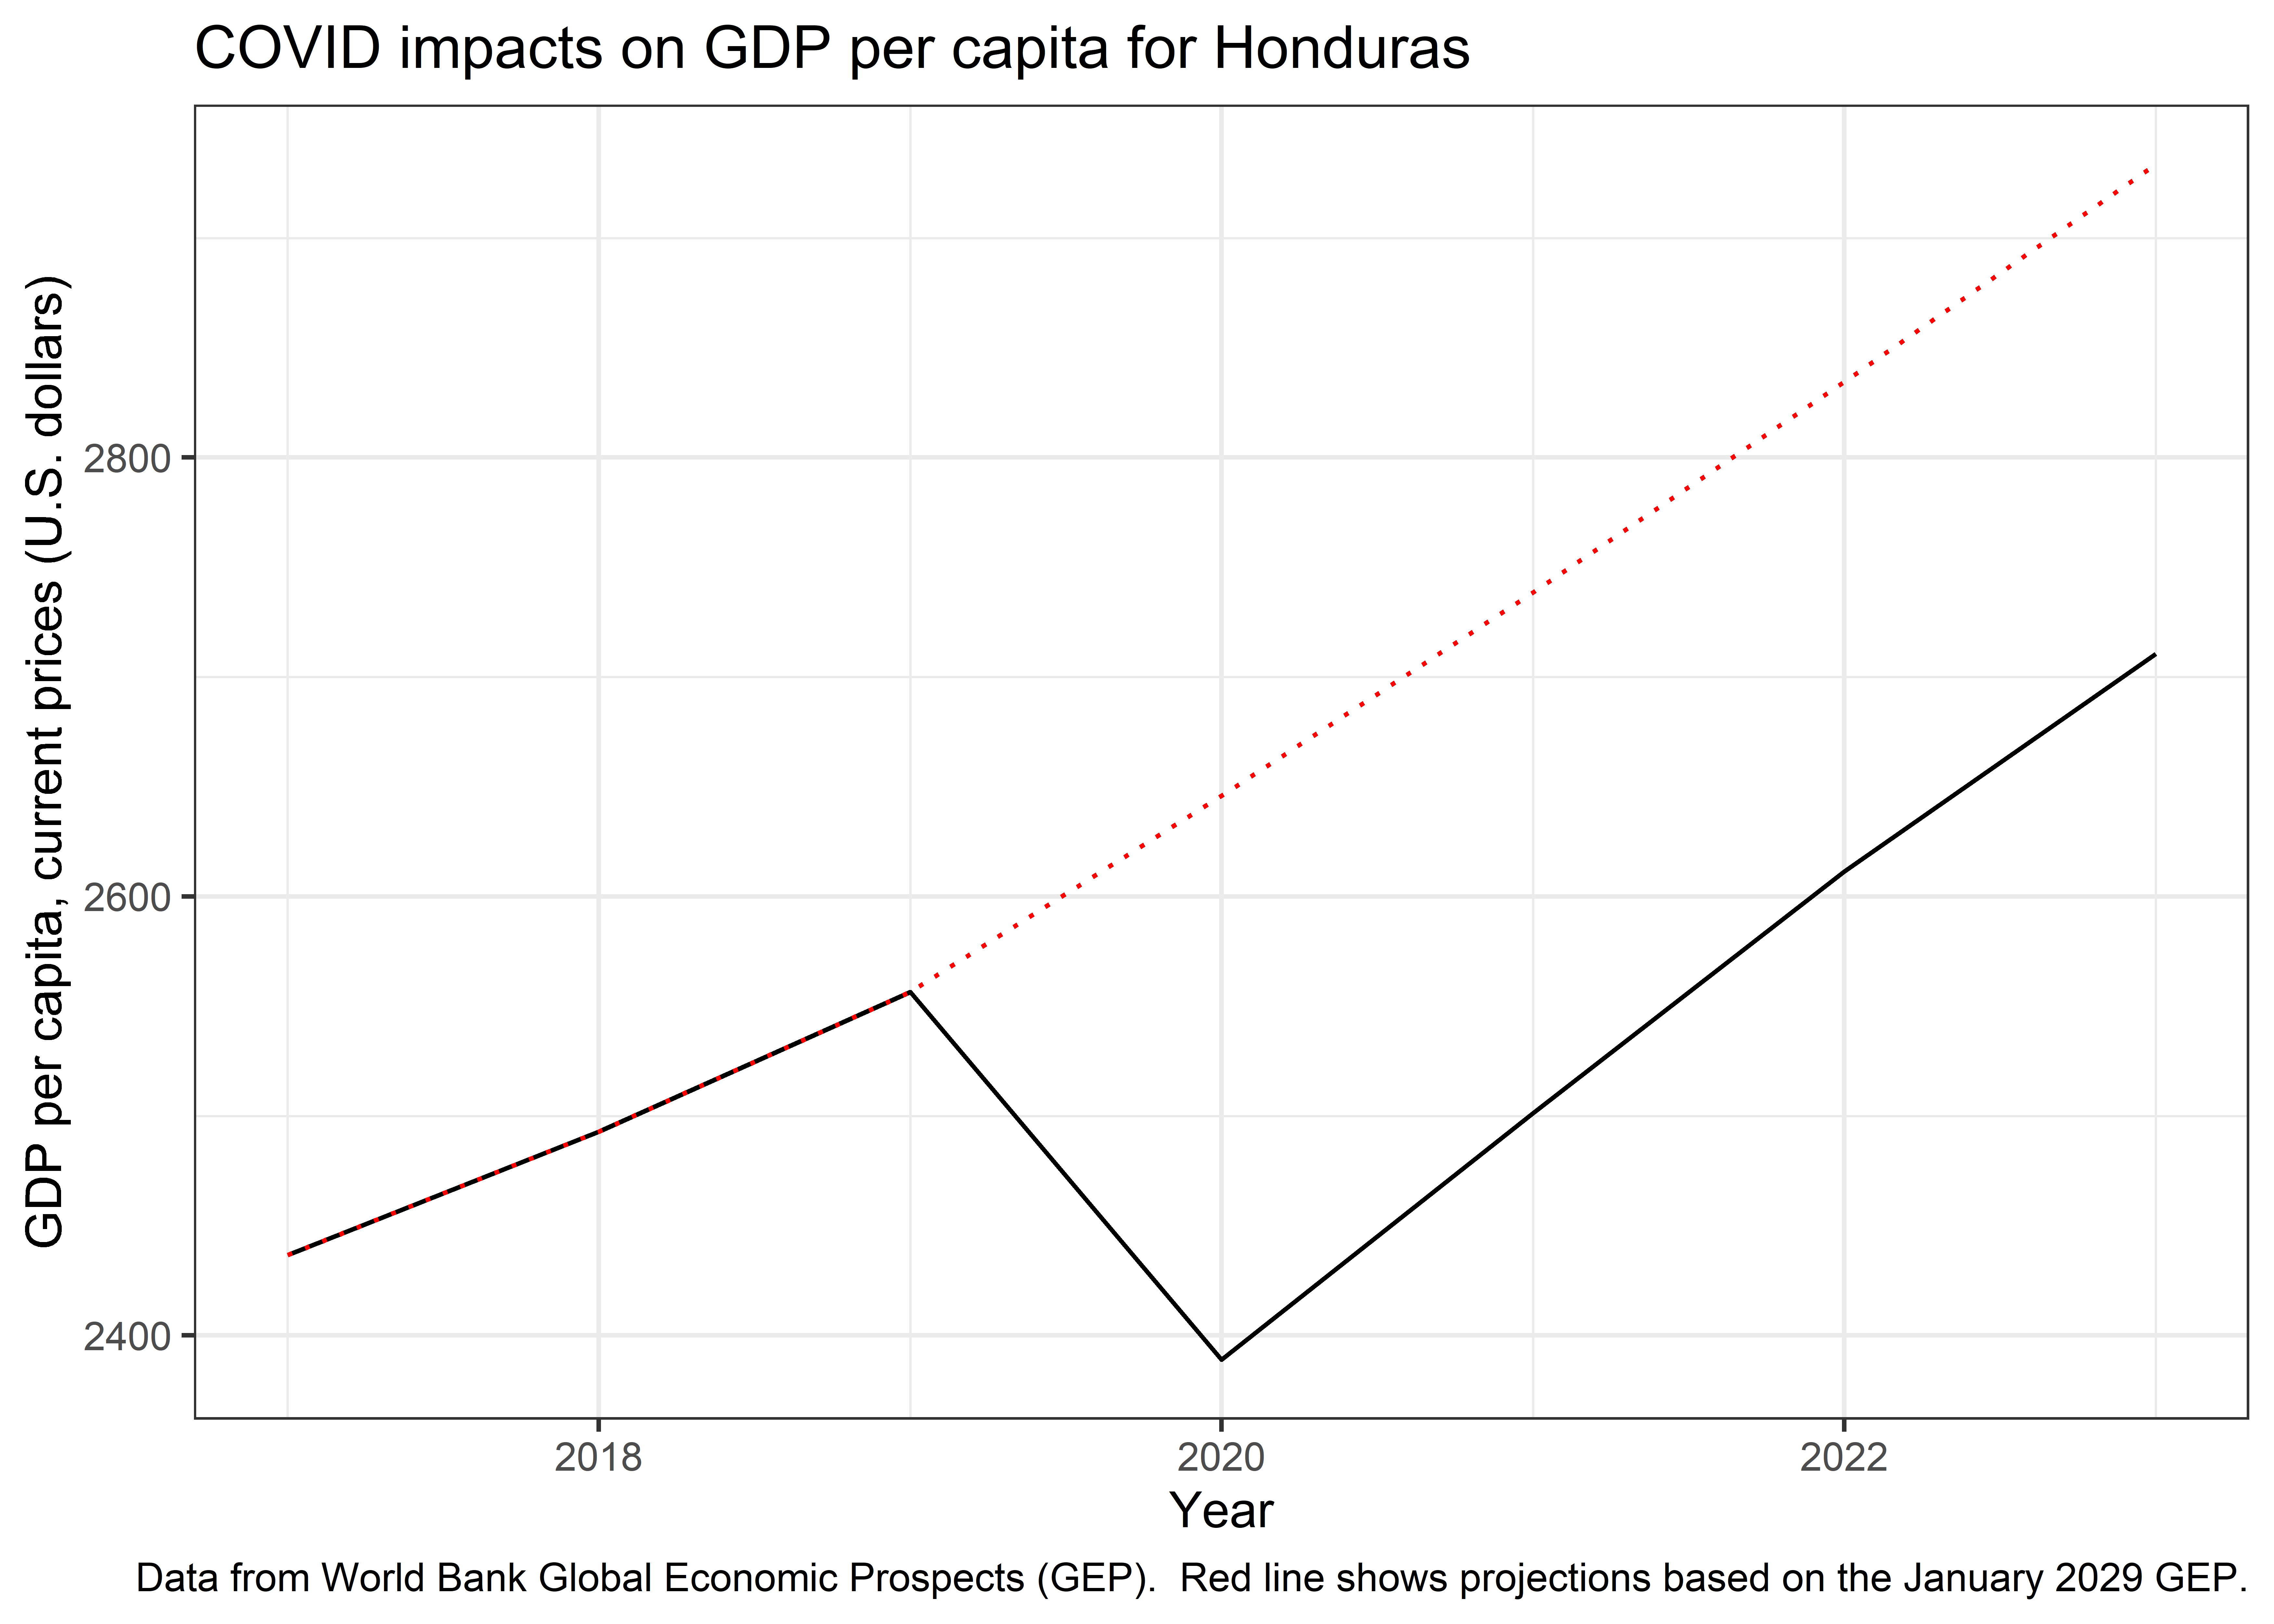 COVID impacts on GDP per capita for Honduras
GDP per capita, current prices (U.S. dollars)
2800
2600
2400
2018
2020
2022
Year
Data from World Bank Global Economic Prospects (GEP).  Red line shows projections based on the January 2029 GEP.